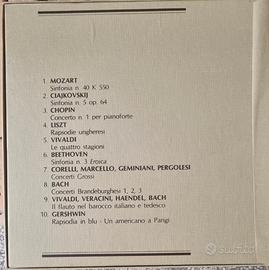 1. MOZART
Sinfonia n. 40 K 550
2. CIAJKOVSKIJ
Sinfonia n. 5 op. 64
3. CHOPIN
Concerto n. 1 per pianoforte
4. LISZT
Rapsodie ungheresi
5. VIVALDI
Le quattro stagioni
6. BEETHOVEN
Sinfonia n. 3 Eroica
7 CORELLI, MARCELLO, GEMINIANI, PERGOLESI
Concerti Grossi
8. BACH
Concerti Brandeburghesi 1, 2, 3
9. VIVALDI, VERACINI, HAENDEL, BACH
Il flauto nel barocco italiano e tedesco
10. GERSHWIN
Rapsodia in blu - Un americano a Parigi
subito